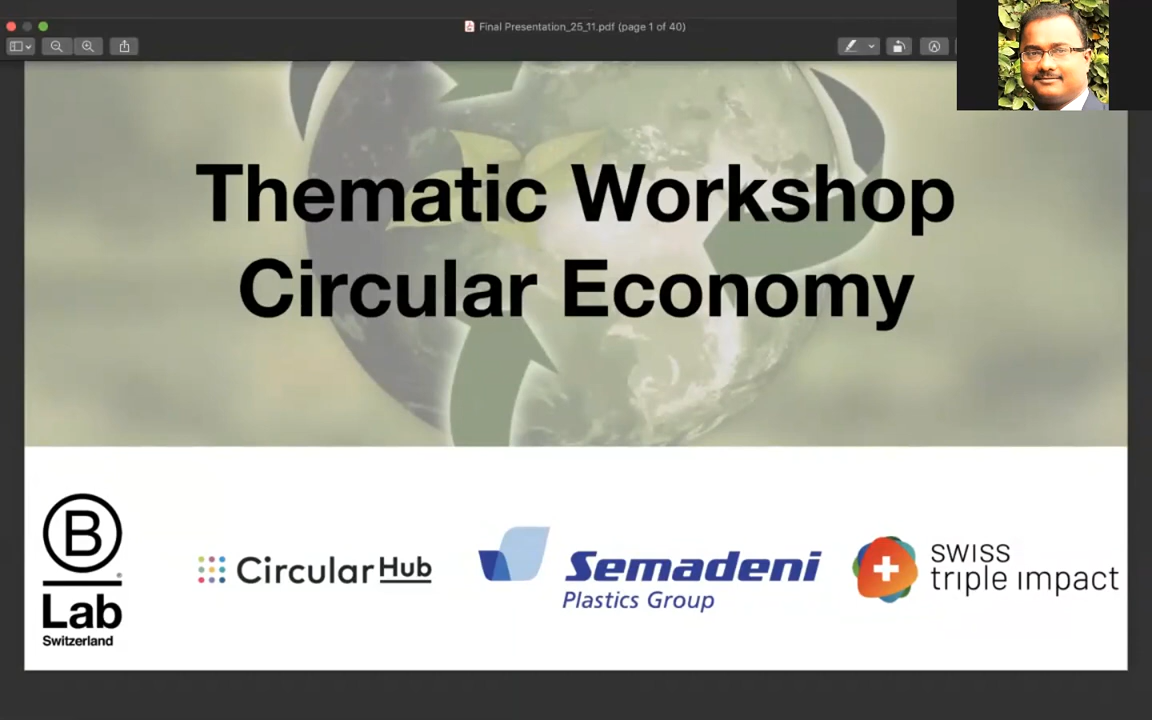 Final Presentation_25_11.pdf (page 1 of 40)
Thematic Workshop
Circular Economy
B
Lab
Switzerland
CircularHub
Semadeni
Plastics Group
SWISS
triple impact